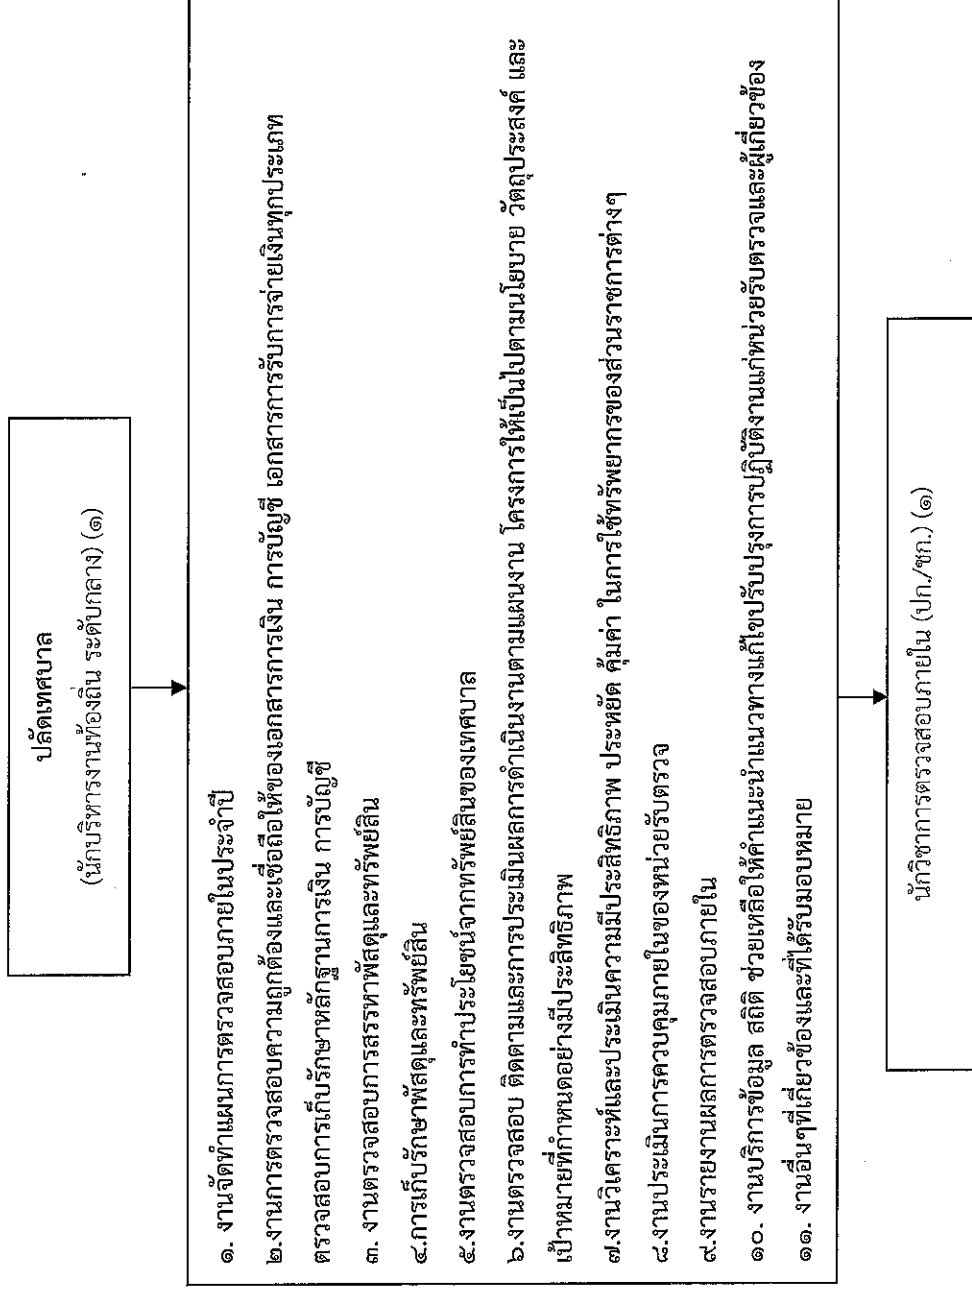 ปลัดเทศบาล
(นักบริหารงานท้องถิ่น ระดับกลาง) (๑)
๑. งานจัดทำแผนการตรวจสอบภายในประจำปี
๒.งานการตรวจสอบความถูกต้องและเชื่อถือให้ของเอกสารการเงิน การบัญชี เอกสารการรับการจ่ายเงินทุกประเภท
ตรวจสอบการเก็บรักษาหลักฐานการเงิน การบัญชี
๓. งานตรวจสอบการสรรหาพัสดุและทรัพย์สิน
๔.การเก็บรักษาพัสดุและทรัพย์สิน
๕.งานตรวจสอบการทำประโยชน์จากทรัพย์สินของเทศบาล
๖.งานตรวจสอบ ติดตามและการประเมินผลการดำเนินงานตามแผนงาน โครงการให้เป็นไปตามนโยบาย วัตถุประสงค์ และ
เป้าหมายที่กำหนดอย่างมีประสิทธิภาพ
๗.งานวิเคราะห์และประเมินความมีประสิทธิภาพ ประหยัด คุ้มค่า ในการใช้ทรัพยากรของส่วนราชการต่างๆ
๘.งานประเมินการควบคุมภายในของหน่วยรับตรวจ
๙.งานรายงานผลการตรวจสอบภายใน
๑๐. งานบริการข้อมูล สถิติ ช่วยเหลือให้คำแนะนำแนวทางแก้ไขปรับปรุงการปฏิบัติงานแก่หน่วยรับตรวจและผู้เกี่ยวข้อง
๑๑. งานอื่นๆที่เกี่ยวข้องและที่ได้รับมอบหมาย
นักวิชาการตรวจสอบภายใน (ปก./ชก.) (๑)